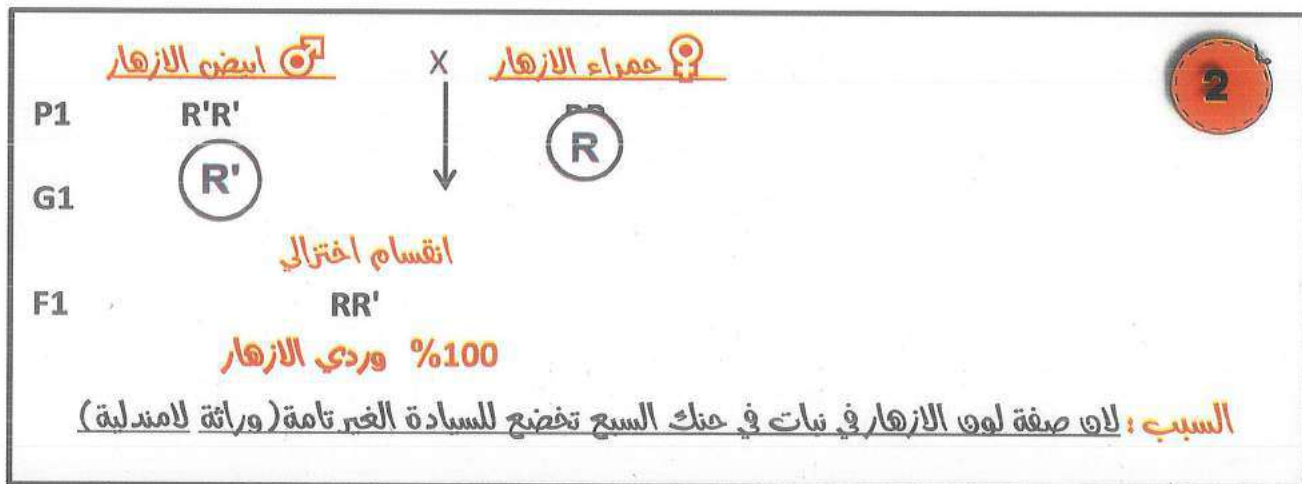 2
♀ حمراء الازهار X ♂ ابيض الازهار
P1 R'R'
R' R
G1
انقسام اختزالي
F1 RR'
%100 وردي الازهار
السبب : لان صفة لون الازهار في نبات في حنك السبع تخضع للسيادة الغير تامة (وراثة لامندلية)